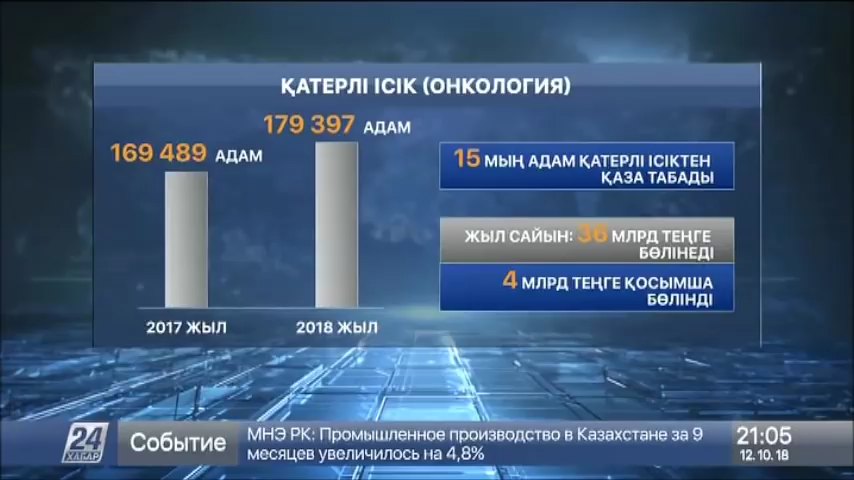 ҚАТЕРЛІ ІСІК (ОНКОЛОГИЯ)
169 489 АДАМ
179 397 АДАМ
2017 ЖЫЛ
2018 ЖЫЛ
15 МЫҢ АДАМ ҚАТЕРЛІ ІСІКТЕН
ҚАЗА ТАБАДЫ
ЖЫЛ САЙЫН: 36 МЛРД ТЕҢГЕ
БӨЛІНЕДІ
4 МЛРД ТЕҢГЕ ҚОСЫМША
БӨЛІНДІ
24
ХАБАР
Событие
МНЭ РК: Промышленное производство в Казахстане за 9
месяцев увеличилось на 4,8%
21:05
12.10.18